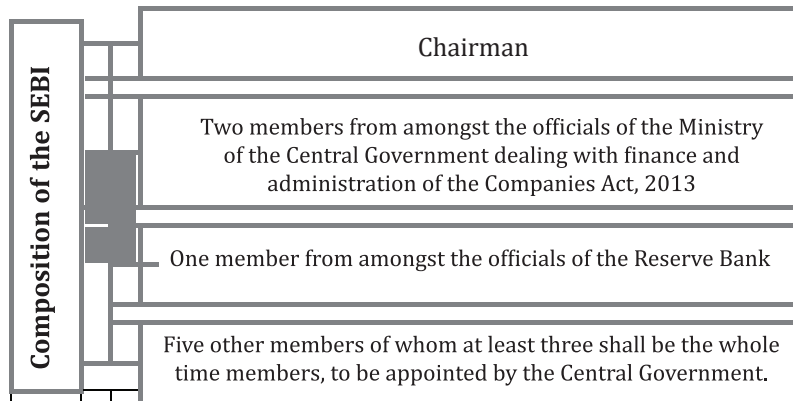 Composition of the SEBI
Chairman
Two members from amongst the officials of the Ministry
of the Central Government dealing with finance and
administration of the Companies Act, 2013
One member from amongst the officials of the Reserve Bank
Five other members of whom at least three shall be the whole
time members, to be appointed by the Central Government.